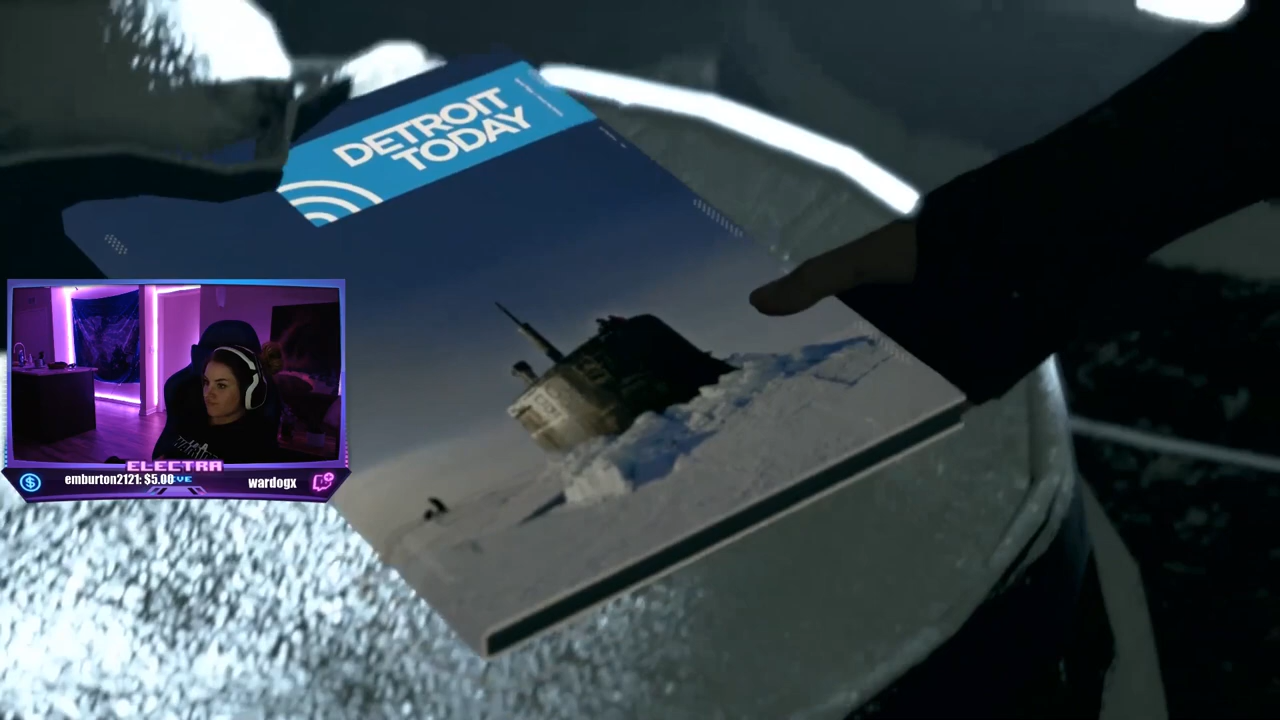 DETROIT
TODAY
ELECTRA
emburton2121: $5.00
wardogx